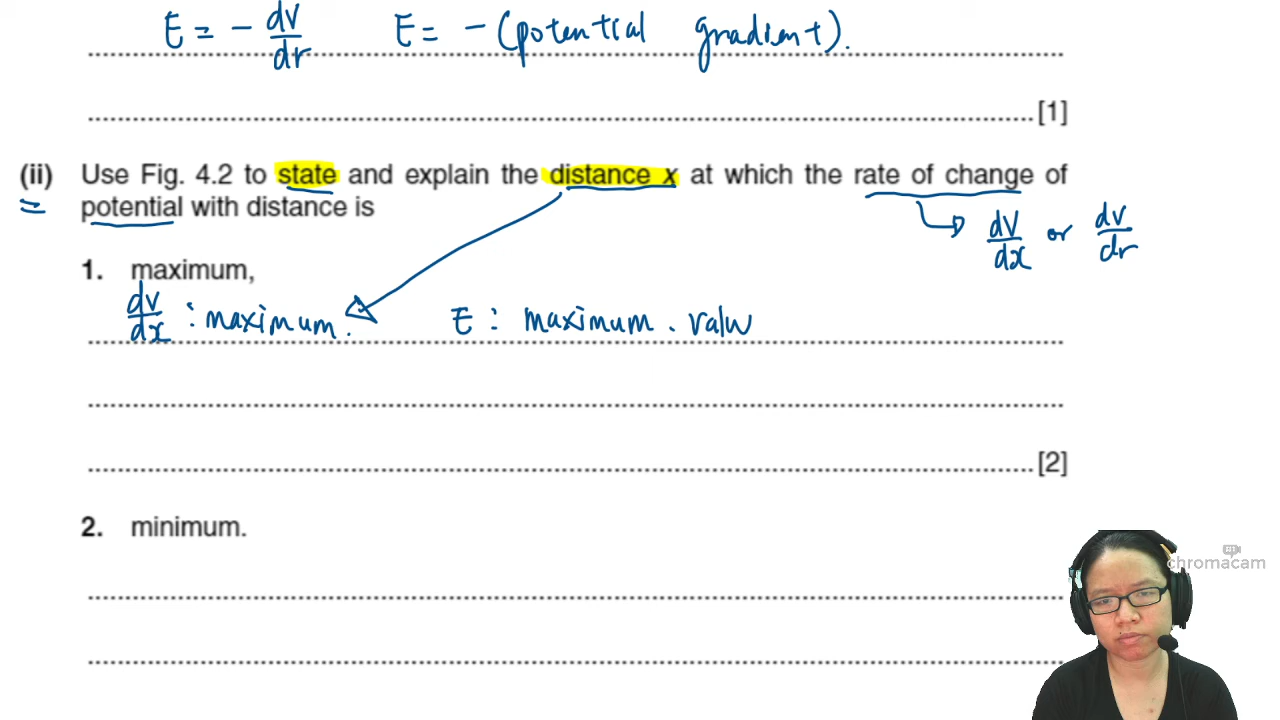 E = - dV/dr    E = - (potential gradient).
[1]
(ii) Use Fig. 4.2 to state and explain the distance x at which the rate of change of
potential with distance is
dV/dx or dV/dr
1. maximum,
dV/dx : maximum.    E : maximum. valu
[2]
2. minimum.
chromacam